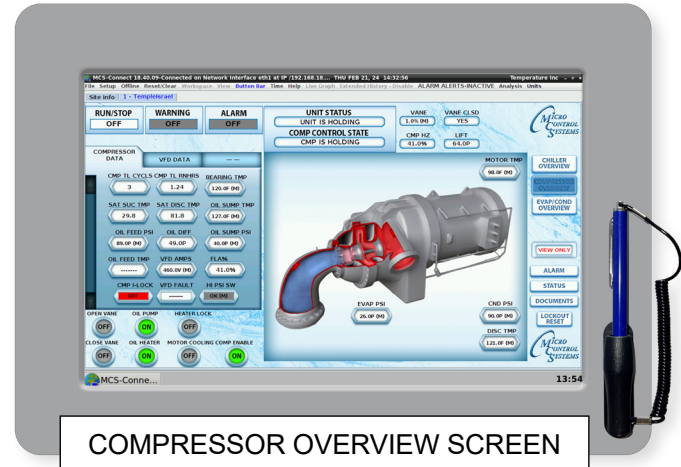 MCS-Connect 18.40.09-Connected on Network Interface eth1 at IP /192.168.18.... THU FEB 21, 24 14:32:56 Temperature Inc
File Setup Offline Reset/Clear Workspace View Button Bar Time Help Live Graph Extended History - Disable ALARM ALERTS-INACTIVE Analysis Units
Site Info 1 - TempleIsrael
RUN/STOP WARNING ALARM
OFF OFF OFF
UNIT STATUS
UNIT IS HOLDING
COMP CONTROL STATE
CMP IS HOLDING
VANE VANE CLSD
1.0% (M) YES
CMP HZ LIFT
41.0% 64.0P
MICRO CONTROL SYSTEMS
COMPRESSOR DATA VFD DATA -- --
CMP TL CYCLS CMP TL RNHRS BEARING TMP
3 1.24 120.0F (M)
SAT SUC TMP SAT DISC TMP OIL SUMP TMP
29.8 81.8 127.0F (M)
OIL FEED PSI OIL DIFF OIL SUMP PSI
89.0P (M) 49.0P 40.0P (M)
OIL FEED TMP VFD AMPS FLA%
------- 460.0V (M) 41.0%
CMP I-LOCK VFD FAULT HI PSI SW
OFF ------ OK (M)
OPEN VANE OIL PUMP HEATER LOCK
OFF ON OFF
CLOSE VANE OIL HEATER MOTOR COOLING COMP ENABLE
OFF ON OFF ON
MOTOR TMP
98.0F (M)
EVAP PSI
26.0P (M)
CND PSI
90.0P (M)
DISC TMP
121.0F (M)
CHILLER OVERVIEW
COMPRESSOR OVERVIEW
EVAP/COND OVERVIEW
VIEW ONLY
ALARM
STATUS
DOCUMENTS
LOCKOUT RESET
MICRO CONTROL SYSTEMS
MCS-Conne... 13:54
COMPRESSOR OVERVIEW SCREEN